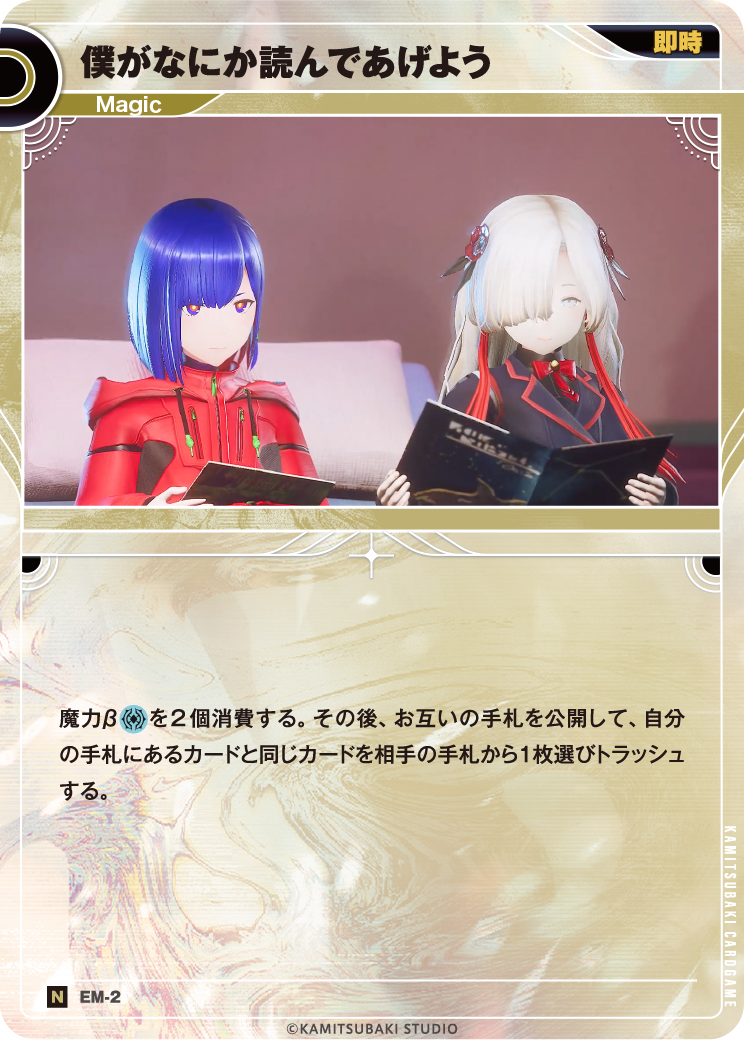 僕がなにか読んであげよう
即時
Magic
魔力βを2個消費する。その後、お互いの手札を公開して、自分
の手札にあるカードと同じカードを相手の手札から1枚選びトラッシュ
する。
KAMITSUBAKI CARDGAME
N EM-2
©KAMITSUBAKI STUDIO